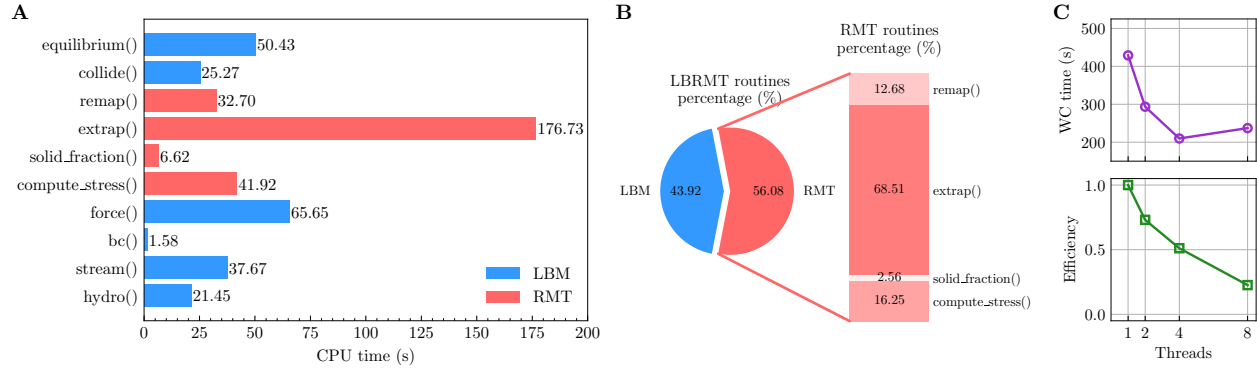 A
equilibrium()
50.43
collide()
25.27
remap()
32.70
extrap()
176.73
solid_fraction()
6.62
compute_stress()
41.92
force()
65.65
bc()
1.58
stream()
37.67
hydro()
21.45
LBM
RMT
0 25 50 75 100 125 150 175 200
CPU time (s)
B
LBRMT routines
percentage (%)
LBM
43.92
56.08
RMT
RMT routines
percentage (%)
12.68
remap()
68.51
extrap()
2.56
solid_fraction()
16.25
compute_stress()
C
WC time (s)
500
400
300
200
Efficiency
1.0
0.5
0.0
1 2 4 8
Threads